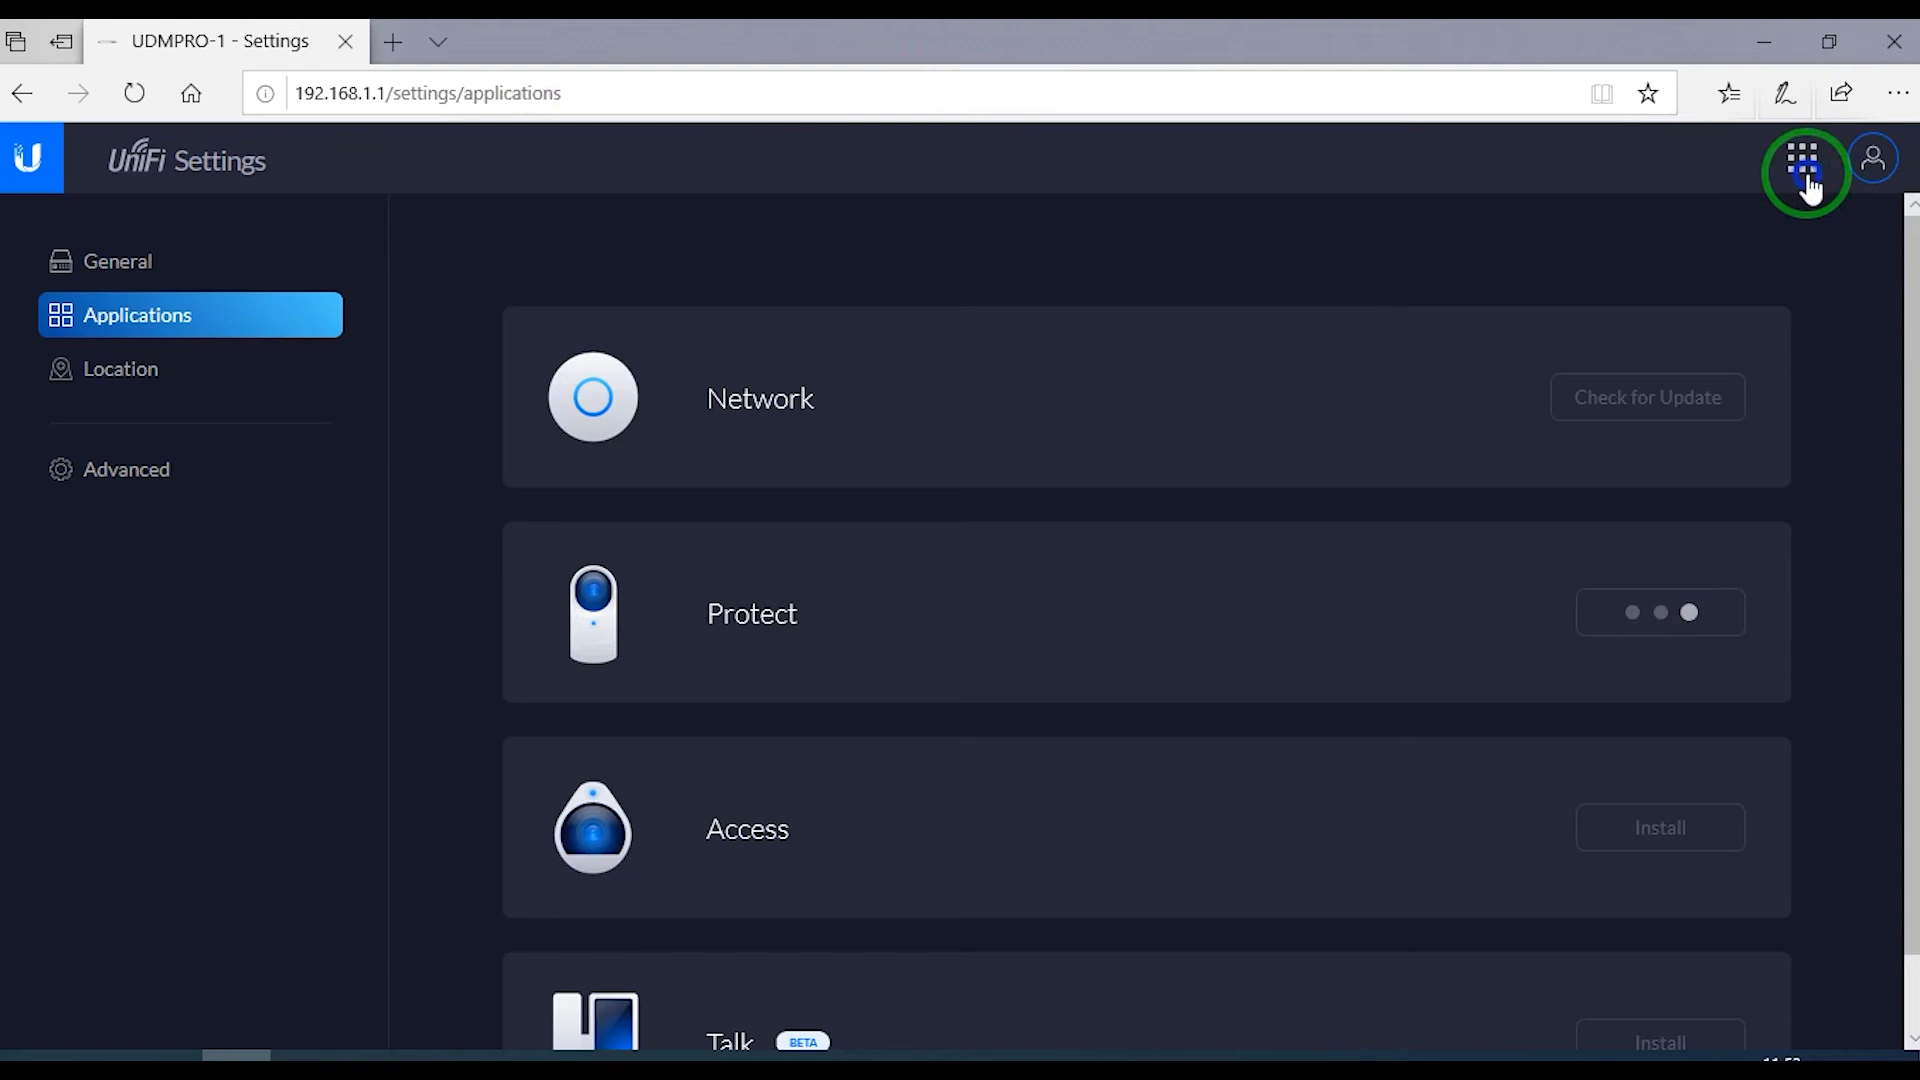 UDMPRO-1 - Settings
192.168.1.1/settings/applications
UniFi Settings
General
Applications
Location
Advanced
Network
Check for Update
Protect
Access
Install
Talk BETA
Install